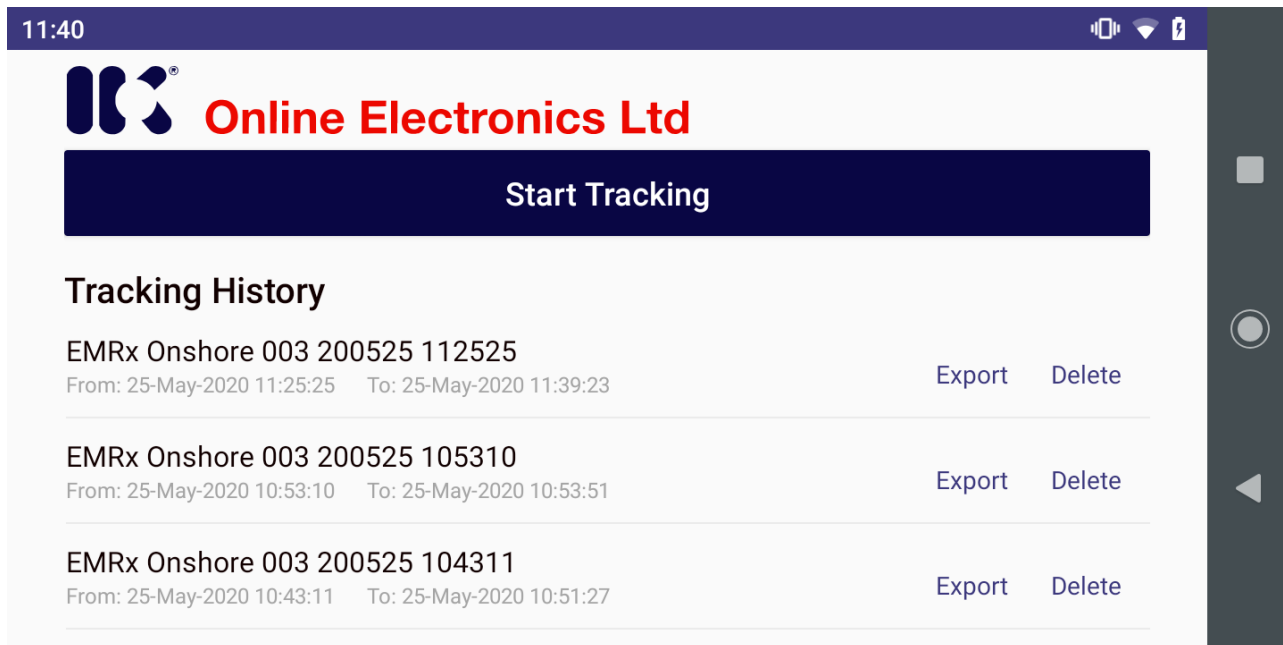 11:40
®
Online Electronics Ltd
Start Tracking
Tracking History
EMRx Onshore 003 200525 112525
From: 25-May-2020 11:25:25 To: 25-May-2020 11:39:23
Export Delete
EMRx Onshore 003 200525 105310
From: 25-May-2020 10:53:10 To: 25-May-2020 10:53:51
Export Delete
EMRx Onshore 003 200525 104311
From: 25-May-2020 10:43:11 To: 25-May-2020 10:51:27
Export Delete